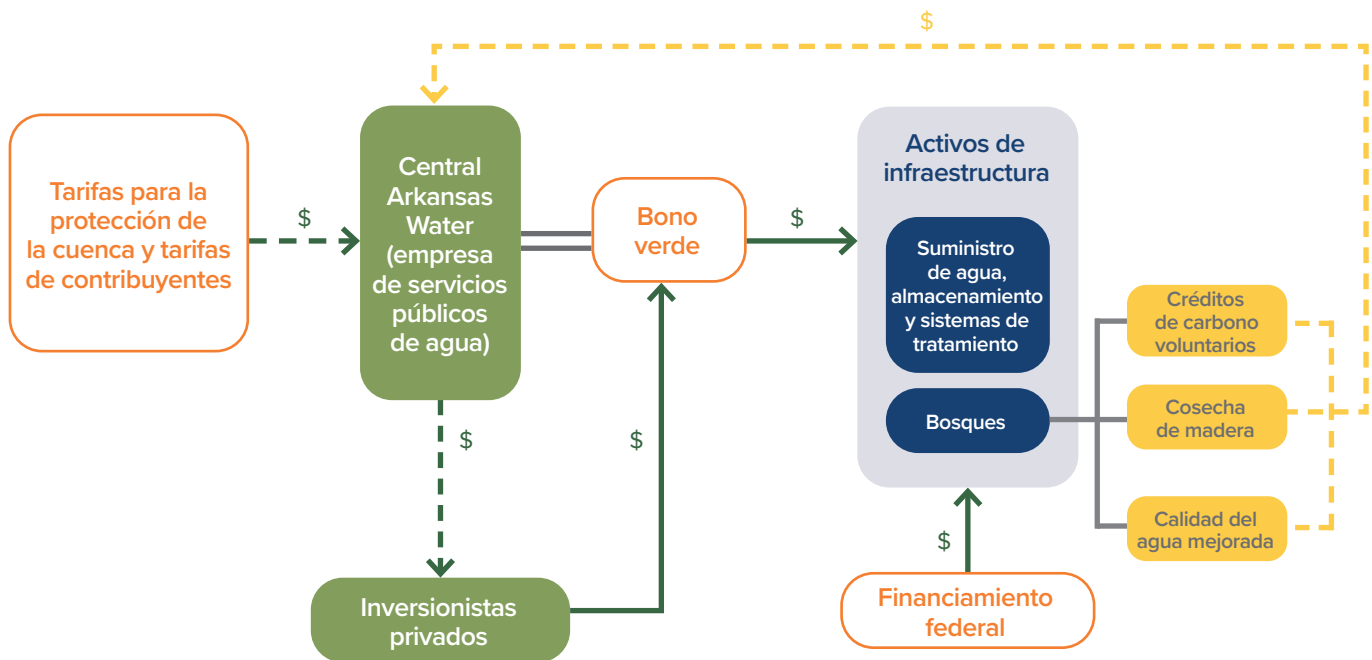 $
Tarifas para la
protección de
la cuenca y tarifas
de contribuyentes
$
Central
Arkansas
Water
(empresa
de servicios
públicos
de agua)
Bono
verde
$
Activos de
infraestructura
Suministro
de agua,
almacenamiento
y sistemas de
tratamiento
Bosques
Créditos
de carbono
voluntarios
Cosecha
de madera
Calidad del
agua mejorada
$
$
$
Inversionistas
privados
Financiamiento
federal